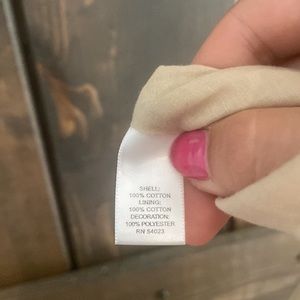 SHELL:
100% COTTON
LINING:
100% COTTON
DECORATION:
100% POLYESTER
RN 54023